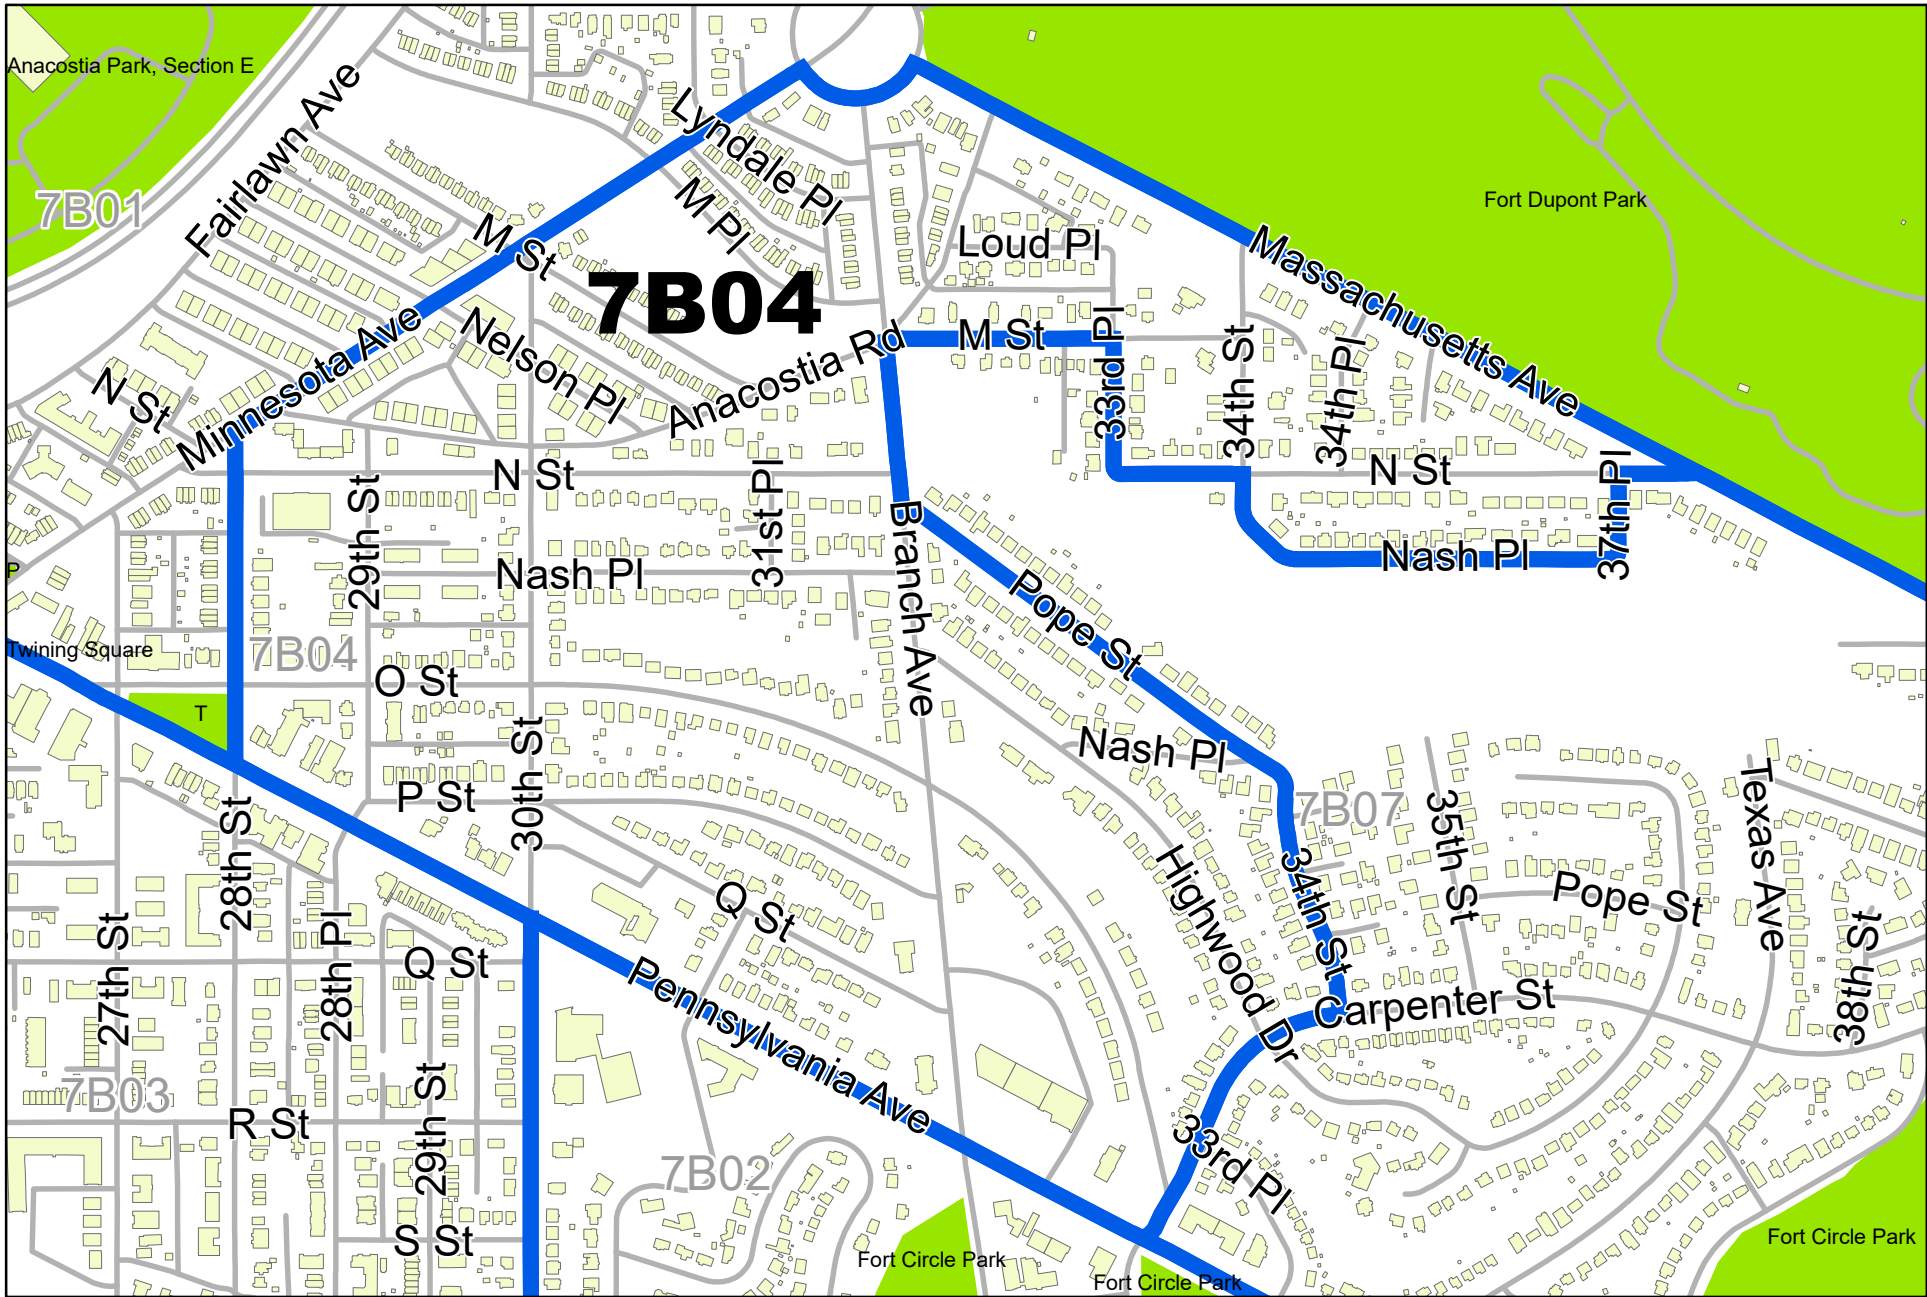 Anacostia Park, Section E
Fairlawn Ave
Lyndale Pl
7B01
M Pl
Fort Dupont Park
M St
Loud Pl
Massachusetts Ave
7B04
Minnesota Ave
Nelson Pl
Anacostia Rd
M St
33rd Pl
34th St
34th Pl
N St
N St
29th St
31st Pl
Branch Ave
N St
37th Pl
Nash Pl
Nash Pl
P
Pope St
Twining Square
7B04
O St
T
Nash Pl
30th St
P St
28th St
7B07
35th St
Texas Ave
Highwood Dr
34th St
Pope St
Q St
27th St
28th Pl
Q St
38th St
Pennsylvania Ave
Carpenter St
7B03
R St
29th St
33rd Pl
7B02
S St
Fort Circle Park
Fort Circle Park
Fort Circle Park